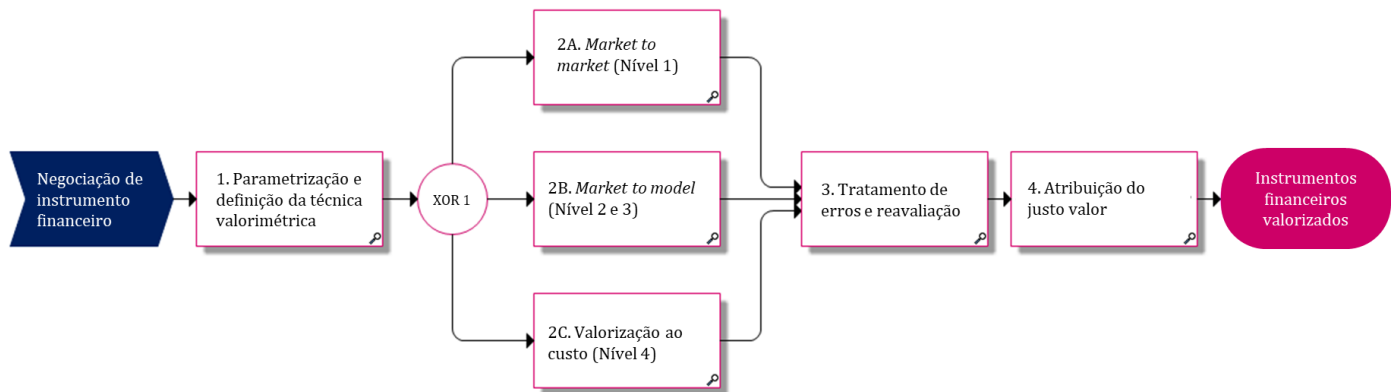 Negociação de
instrumento
financeiro
1. Parametrização e
definição da técnica
valorimétrica
XOR 1
2A. Market to
market (Nível 1)
2B. Market to model
(Nível 2 e 3)
2C. Valorização ao
custo (Nível 4)
3. Tratamento de
erros e reavaliação
4. Atribuição do
justo valor
Instrumentos
financeiros
valorizados